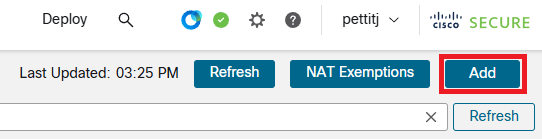 Deploy pettitj CISCO SECURE
Last Updated: 03:25 PM Refresh NAT Exemptions Add
Refresh